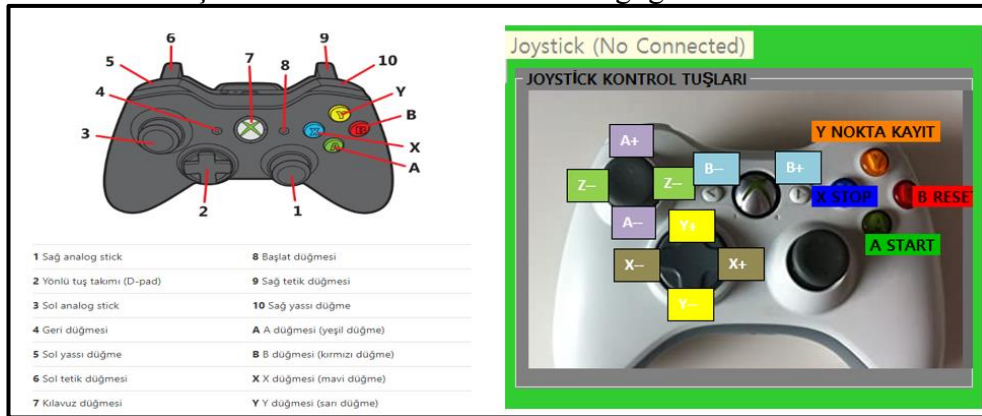 6
9
7
5
8
10
4
Y
B
3
X
A
2
1
1 Sağ analog stick
8 Başlat düğmesi
2 Yönlü tuş takımı (D-pad)
9 Sağ tetik düğmesi
3 Sol analog stick
10 Sağ yassı düğme
4 Geri düğmesi
A A düğmesi (yeşil düğme)
5 Sol yassı düğme
B B düğmesi (kırmızı düğme)
6 Sol tetik düğmesi
X X düğmesi (mavi düğme)
7 Kılavuz düğmesi
Y Y düğmesi (sarı düğme)
Joystick (No Connected)
JOYSTİCK KONTROL TUŞLARI
Y NOKTA KAYIT
A+
B--
B+
Z--
Z--
X STOP
B RESET
A--
Y+
A START
X--
X+
Y--